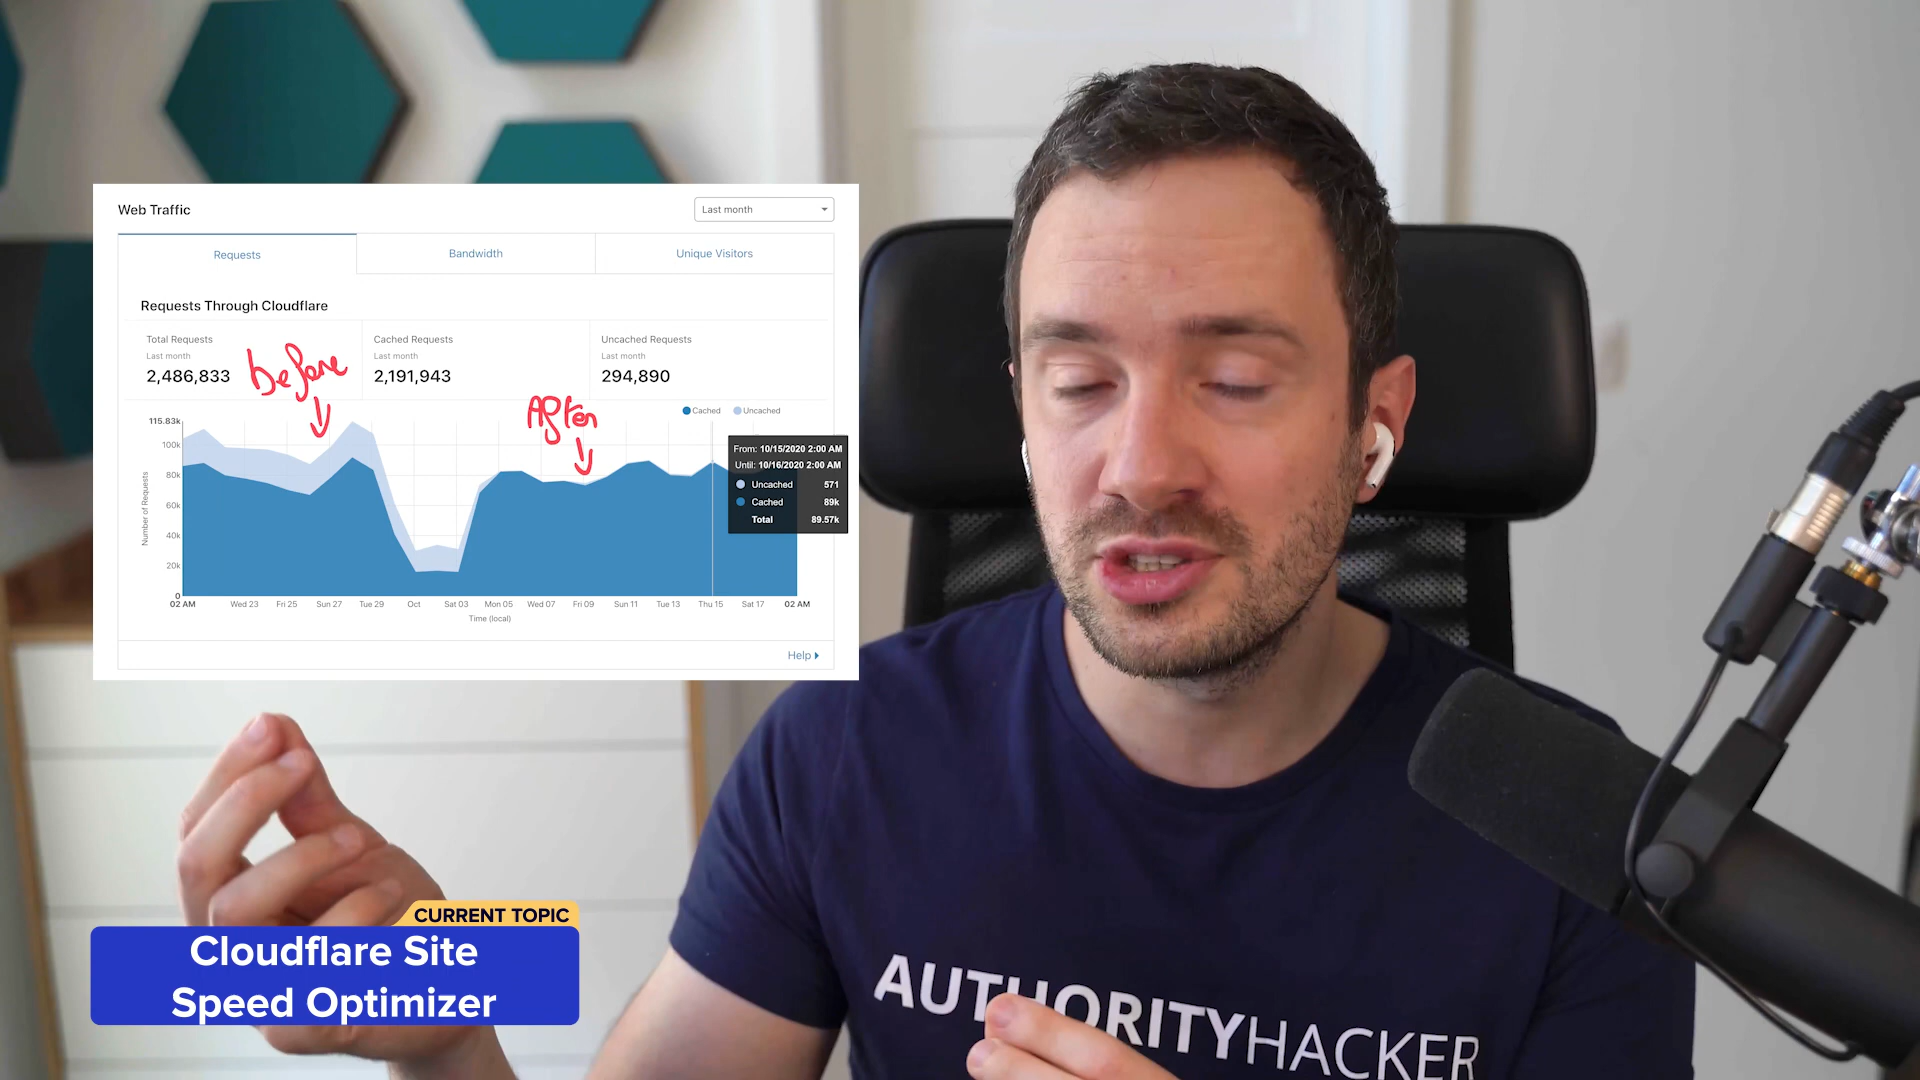 Web Traffic
Last month
Requests
Bandwidth
Unique Visitors
Requests Through Cloudflare
Total Requests
Last month
2,486,833
before
Cached Requests
Last month
2,191,943
Uncached Requests
Last month
294,890
After
Cached
Uncached
115.83k
100k
80k
60k
40k
20k
0
Number of Requests
From: 10/15/2020 2:00 AM
Until: 10/16/2020 2:00 AM
Uncached 571
Cached 89k
Total 89.57k
02 AM
Wed 23
Fri 25
Sun 27
Tue 29
Oct
Sat 03
Mon 05
Wed 07
Fri 09
Sun 11
Tue 13
Thu 15
Sat 17
02 AM
Time (local)
Help
CURRENT TOPIC
Cloudflare Site
Speed Optimizer
AUTHORITYHACKER